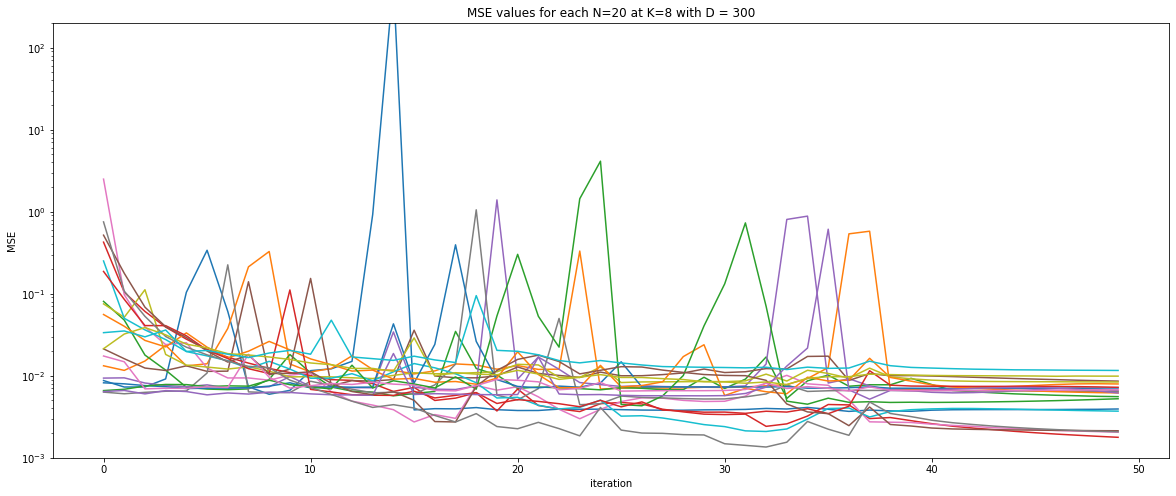 MSE values for each N=20 at K=8 with D = 300
10²
10¹
10⁰
10⁻¹
10⁻²
10⁻³
MSE
0 10 20 30 40 50
iteration